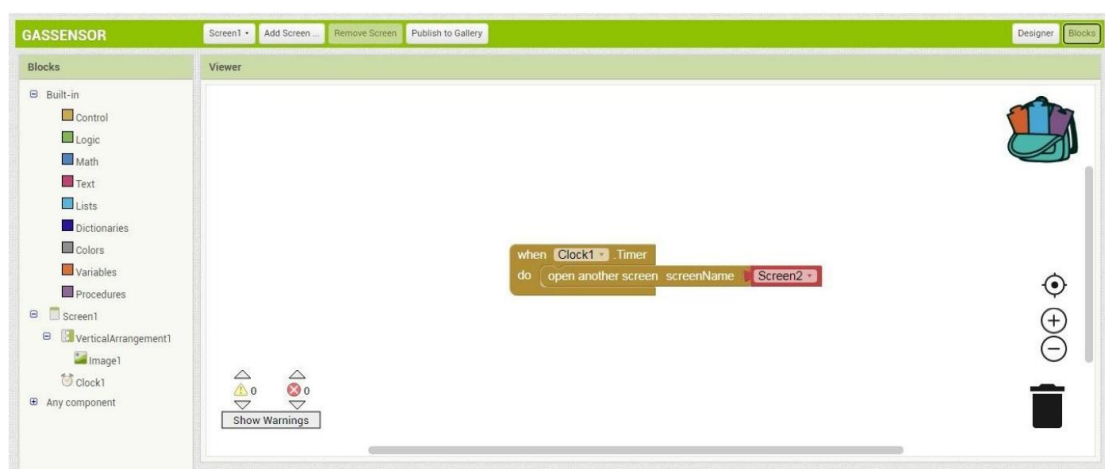 GASSENSOR
Screen1
Add Screen ...
Remove Screen
Publish to Gallery
Designer
Blocks
Blocks
Viewer
Built-in
Control
Logic
Math
Text
Lists
Dictionaries
Colors
Variables
Procedures
Screen1
VerticalArrangement1
Image1
Clock1
Any component
when Clock1 .Timer
do open another screen screenName Screen2
0 0
Show Warnings